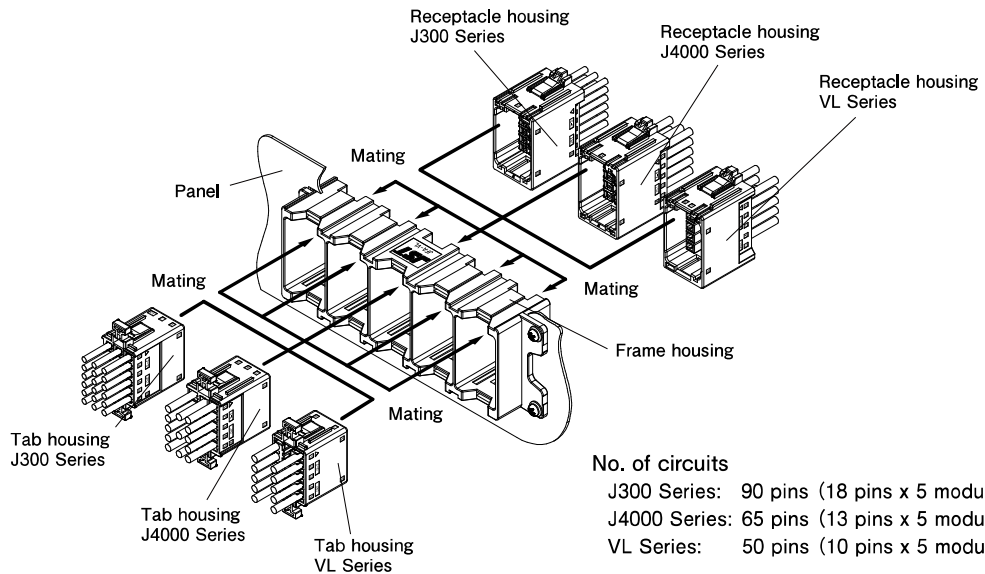 Receptacle housing
J300 Series
Receptacle housing
J4000 Series
Receptacle housing
VL Series
Mating
Panel
JST
Mating
Mating
Frame housing
Mating
Tab housing
J300 Series
Tab housing
J4000 Series
Tab housing
VL Series
No. of circuits
J300 Series: 90 pins (18 pins x 5 modu
J4000 Series: 65 pins (13 pins x 5 modu
VL Series: 50 pins (10 pins x 5 modu